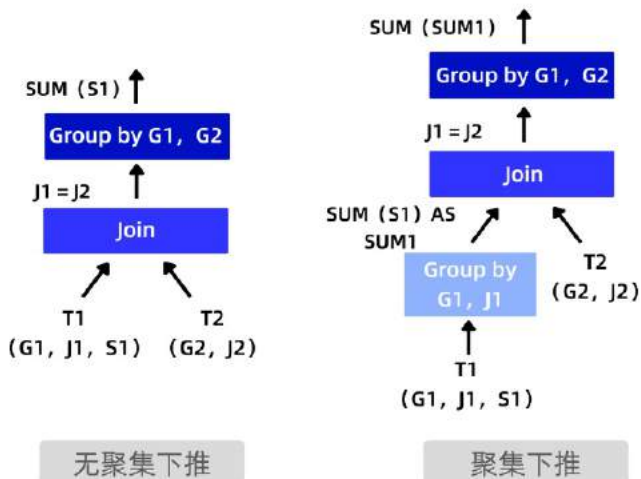 SUM (S1)
Group by G1, G2
J1 = J2
Join
T1
(G1, J1, S1)
T2
(G2, J2)
无聚集下推
SUM (SUM1)
Group by G1, G2
J1 = J2
Join
SUM (S1) AS
SUM1
Group by
G1, J1
T2
(G2, J2)
T1
(G1, J1, S1)
聚集下推